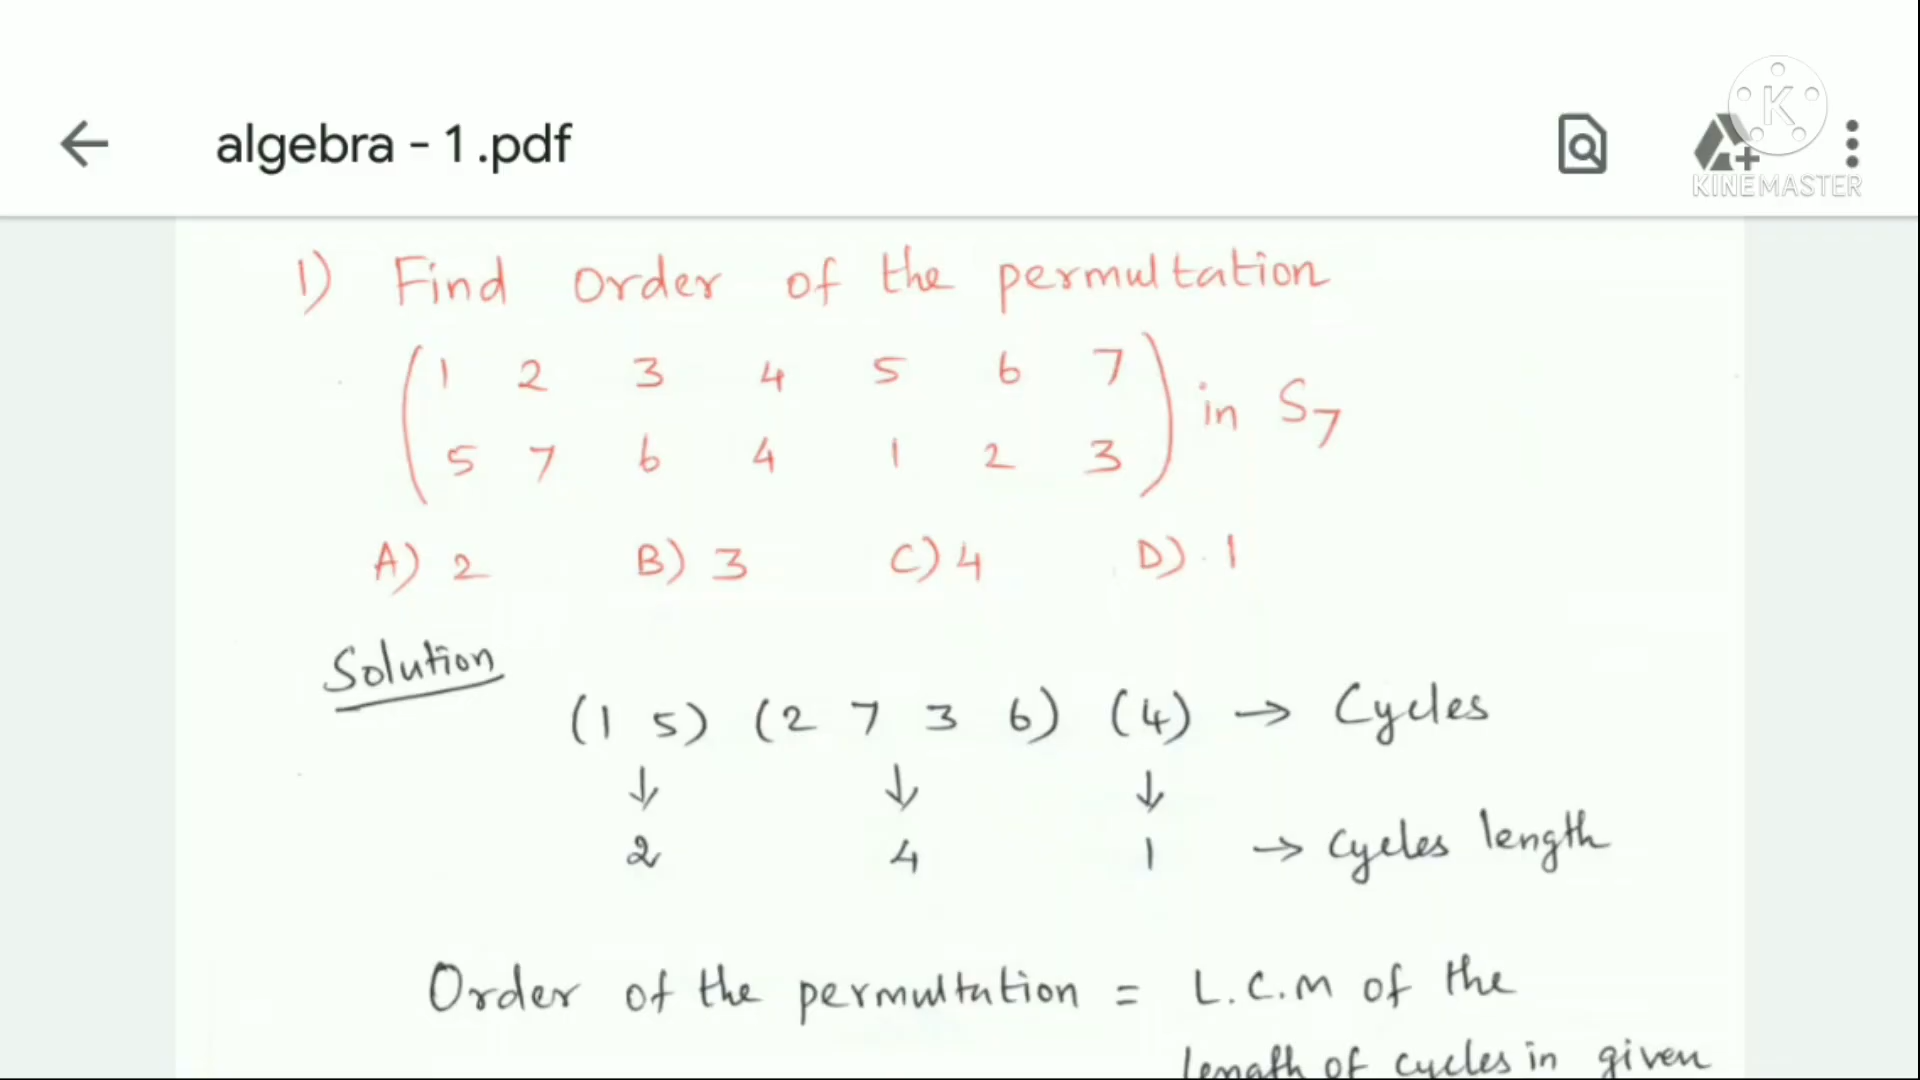 algebra - 1.pdf
KINEMASTER
1) Find order of the permultation
( 1 2 3 4 5 6 7
5 7 6 4 1 2 3 ) in S7
A) 2 B) 3 C) 4 D) 1
Solution
(1 5) (2 7 3 6) (4) → Cycles
↓ ↓ ↓
2 4 1 → Cycles length
Order of the permultation = L.C.M of the
length of cycles in given